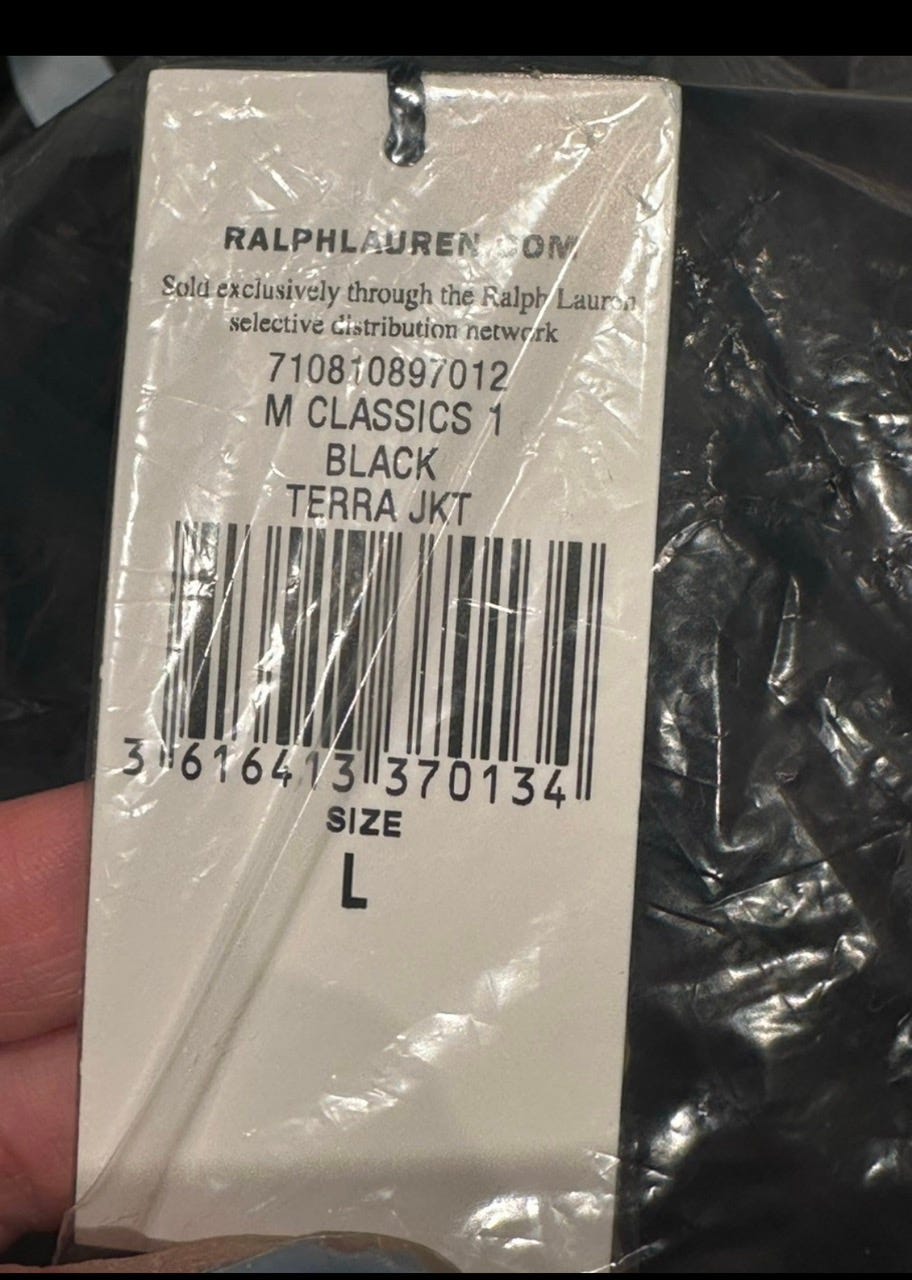 RALPHLAUREN.COM
Sold exclusively through the Ralph Lauren
selective distribution network
710810897012
M CLASSICS 1
BLACK
TERRA JKT
3 616413 370134
SIZE
L